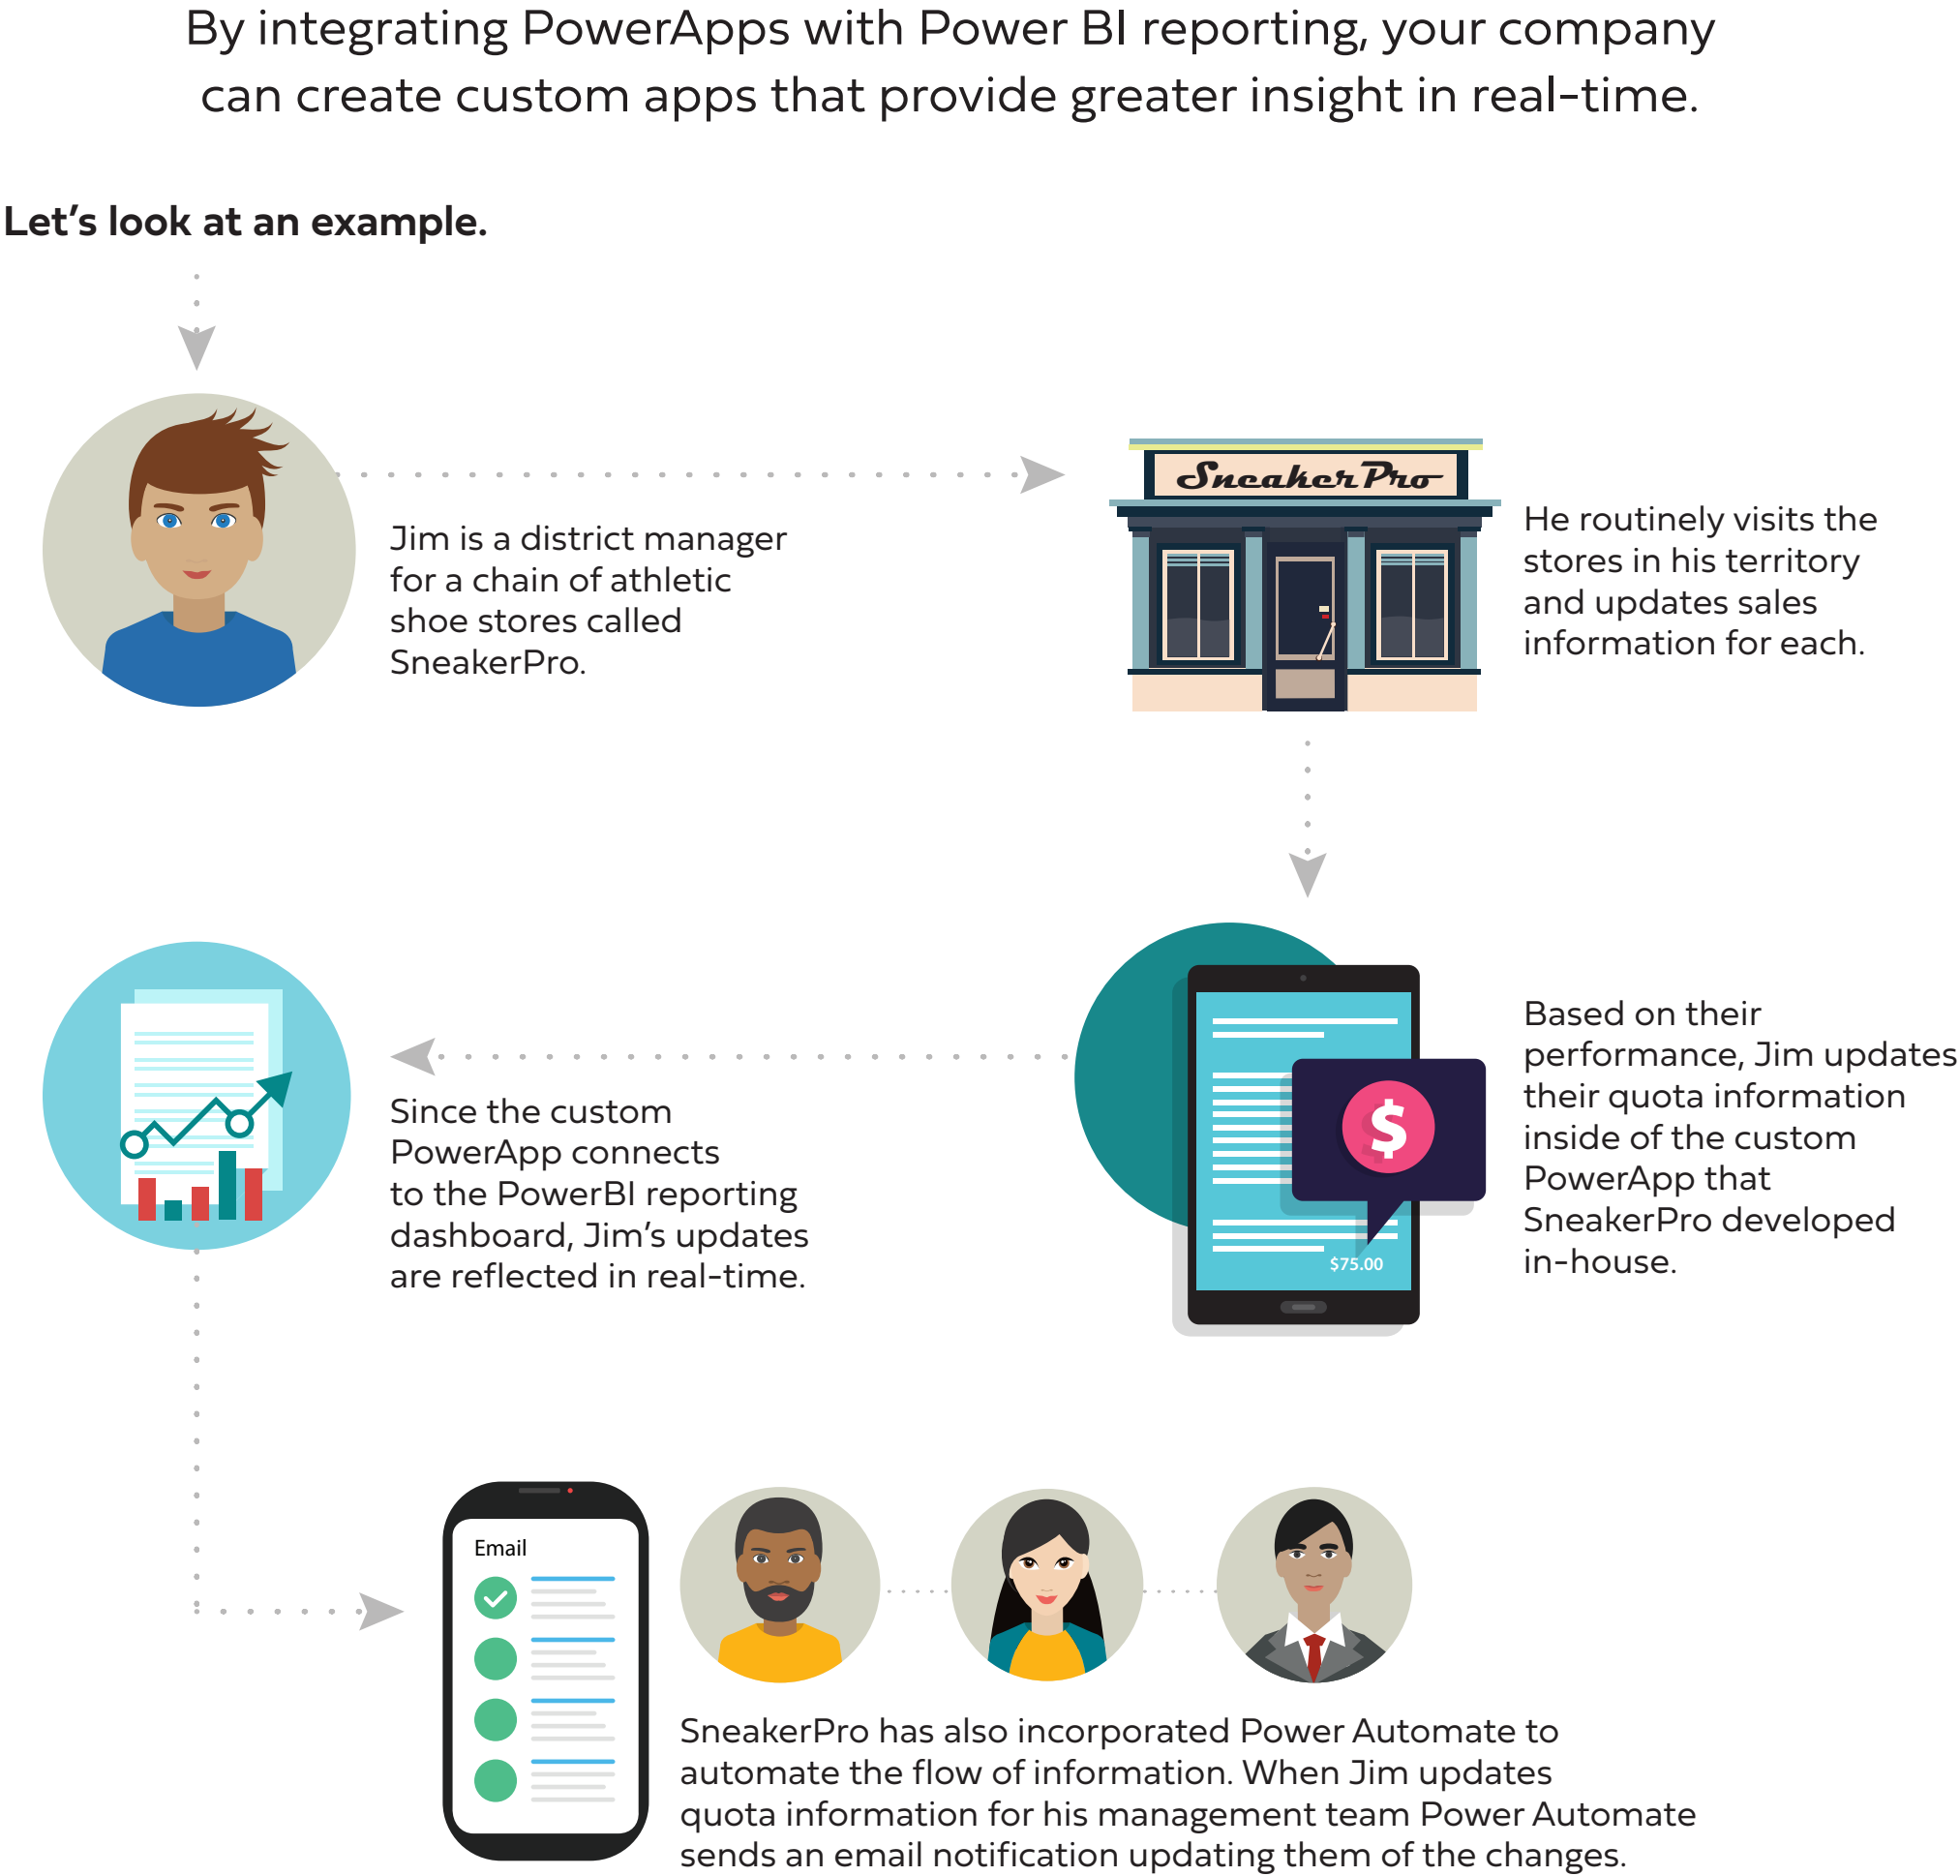 By integrating PowerApps with Power BI reporting, your company
can create custom apps that provide greater insight in real-time.
Let's look at an example.
Jim is a district manager
for a chain of athletic
shoe stores called
SneakerPro.
SneakerPro
He routinely visits the
stores in his territory
and updates sales
information for each.
Based on their
performance, Jim updates
their quota information
inside of the custom
PowerApp that
SneakerPro developed
in-house.
$
$75.00
Since the custom
PowerApp connects
to the PowerBI reporting
dashboard, Jim's updates
are reflected in real-time.
Email
SneakerPro has also incorporated Power Automate to
automate the flow of information. When Jim updates
quota information for his management team Power Automate
sends an email notification updating them of the changes.